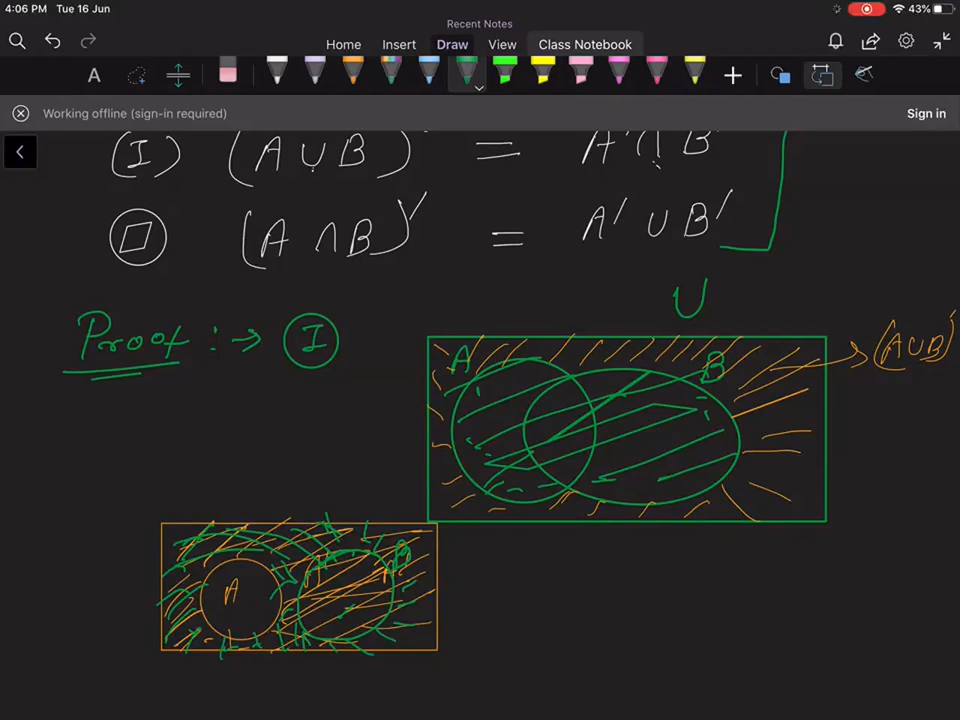 4:06 PM Tue 16 Jun
43%
Recent Notes
Home Insert Draw View Class Notebook
A
Working offline (sign-in required)
Sign in
(I) (A ∪ B)' = A' ∩ B'
(A ∩ B)' = A' ∪ B'
U
Proof :→ I
A B
(A∪B)'
A B